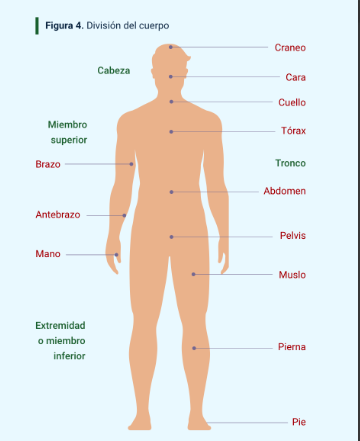 Figura 4. División del cuerpo
Craneo
Cabeza
Cara
Cuello
Miembro
superior
Tórax
Brazo
Tronco
Abdomen
Antebrazo
Pelvis
Mano
Muslo
Extremidad
o miembro
inferior
Pierna
Pie